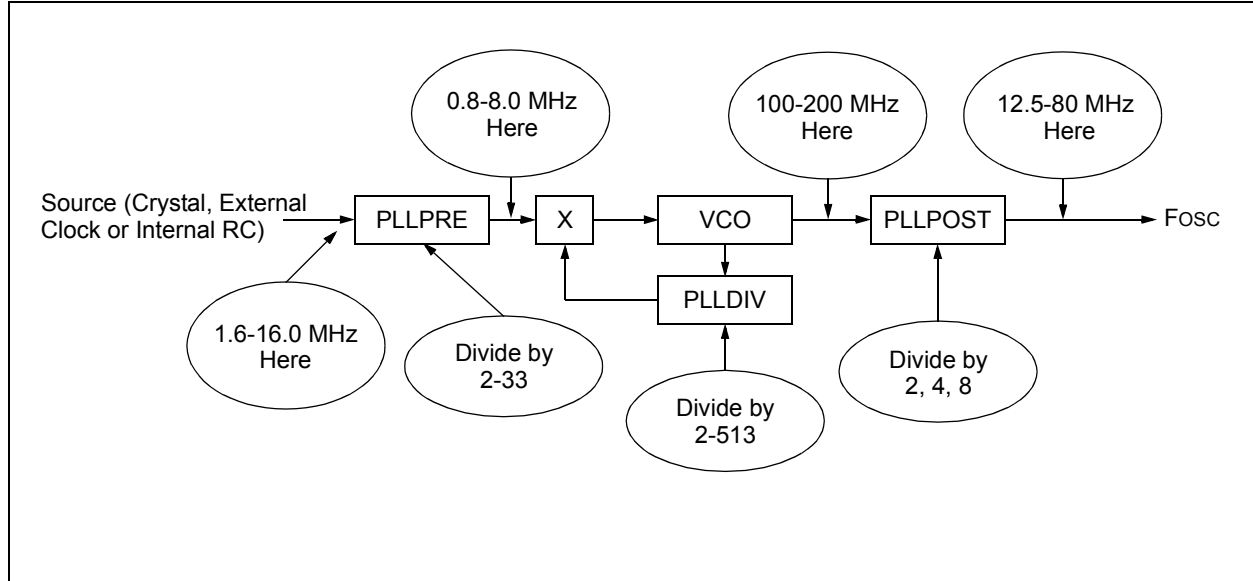 0.8-8.0 MHz
Here
100-200 MHz
Here
12.5-80 MHz
Here
Source (Crystal, External
Clock or Internal RC)
PLLPRE
X
VCO
PLLPOST
FOSC
PLLDIV
1.6-16.0 MHz
Here
Divide by
2-33
Divide by
2-513
Divide by
2, 4, 8